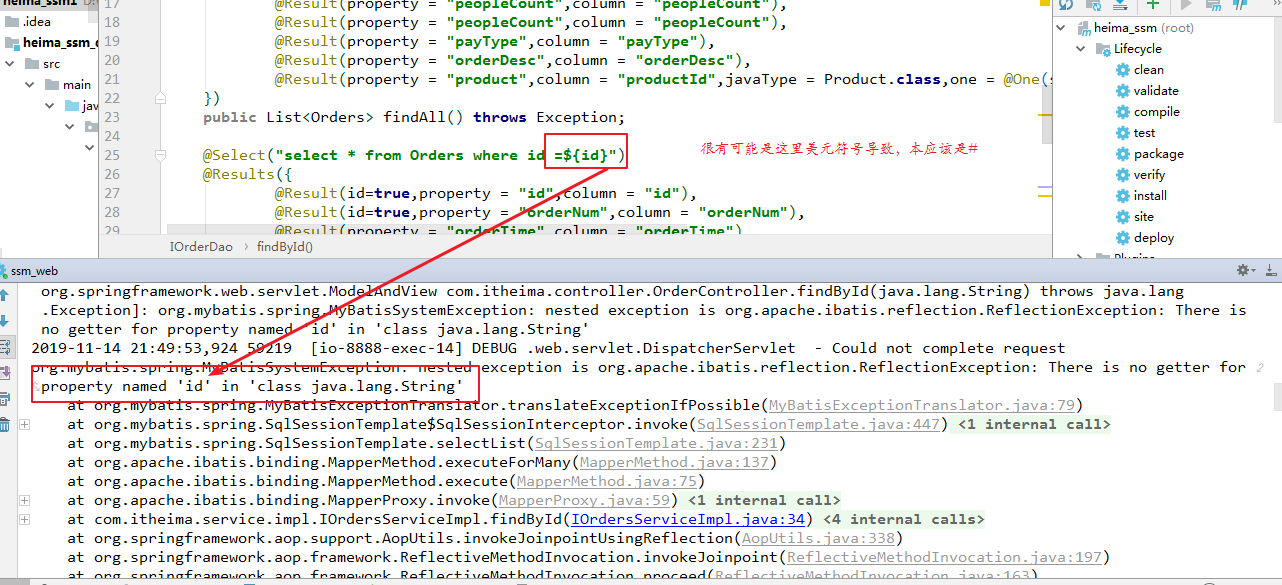 heima_ssm1
.idea
heima_ssm_
src
main
jav
17 @Result(property = "peopleCount",column = "peopleCount"),
18 @Result(property = "peopleCount",column = "peopleCount"),
19 @Result(property = "payType",column = "payType"),
20 @Result(property = "orderDesc",column = "orderDesc"),
21 @Result(property = "product",column = "productId",javaType = Product.class,one = @One(
22 })
23 public List<Orders> findAll() throws Exception;
24
25 @Select("select * from Orders where id =${id}")
很有可能是这里美元符号导致，本应该是#
26 @Results({
27 @Result(id=true,property = "id",column = "id"),
28 @Result(id=true,property = "orderNum",column = "orderNum"),
29 @Result(property = "orderTime",column = "orderTime")
IOrderDao › findById()
heima_ssm (root)
Lifecycle
clean
validate
compile
test
package
verify
install
site
deploy
Plugins
ssm_web
org.springframework.web.servlet.ModelAndView com.itheima.controller.OrderController.findById(java.lang.String) throws java.lang
.Exception]: org.mybatis.spring.MyBatisSystemException: nested exception is org.apache.ibatis.reflection.ReflectionException: There is
no getter for property named 'id' in 'class java.lang.String'
2019-11-14 21:49:53,924 59219 [io-8888-exec-14] DEBUG .web.servlet.DispatcherServlet - Could not complete request
org.mybatis.spring.MyBatisSystemException: nested exception is org.apache.ibatis.reflection.ReflectionException: There is no getter for
property named 'id' in 'class java.lang.String'
at org.mybatis.spring.MyBatisExceptionTranslator.translateExceptionIfPossible(MyBatisExceptionTranslator.java:79)
at org.mybatis.spring.SqlSessionTemplate$SqlSessionInterceptor.invoke(SqlSessionTemplate.java:447) <1 internal call>
at org.mybatis.spring.SqlSessionTemplate.selectList(SqlSessionTemplate.java:231)
at org.apache.ibatis.binding.MapperMethod.executeForMany(MapperMethod.java:137)
at org.apache.ibatis.binding.MapperMethod.execute(MapperMethod.java:75)
at org.apache.ibatis.binding.MapperProxy.invoke(MapperProxy.java:59) <1 internal call>
at com.itheima.service.impl.IOrdersServiceImpl.findById(IOrdersServiceImpl.java:34) <4 internal calls>
at org.springframework.aop.support.AopUtils.invokeJoinpointUsingReflection(AopUtils.java:338)
at org.springframework.aop.framework.ReflectiveMethodInvocation.invokeJoinpoint(ReflectiveMethodInvocation.java:197)
at org.springframework.aop.framework.ReflectiveMethodInvocation.proceed(ReflectiveMethodInvocation.java:163)